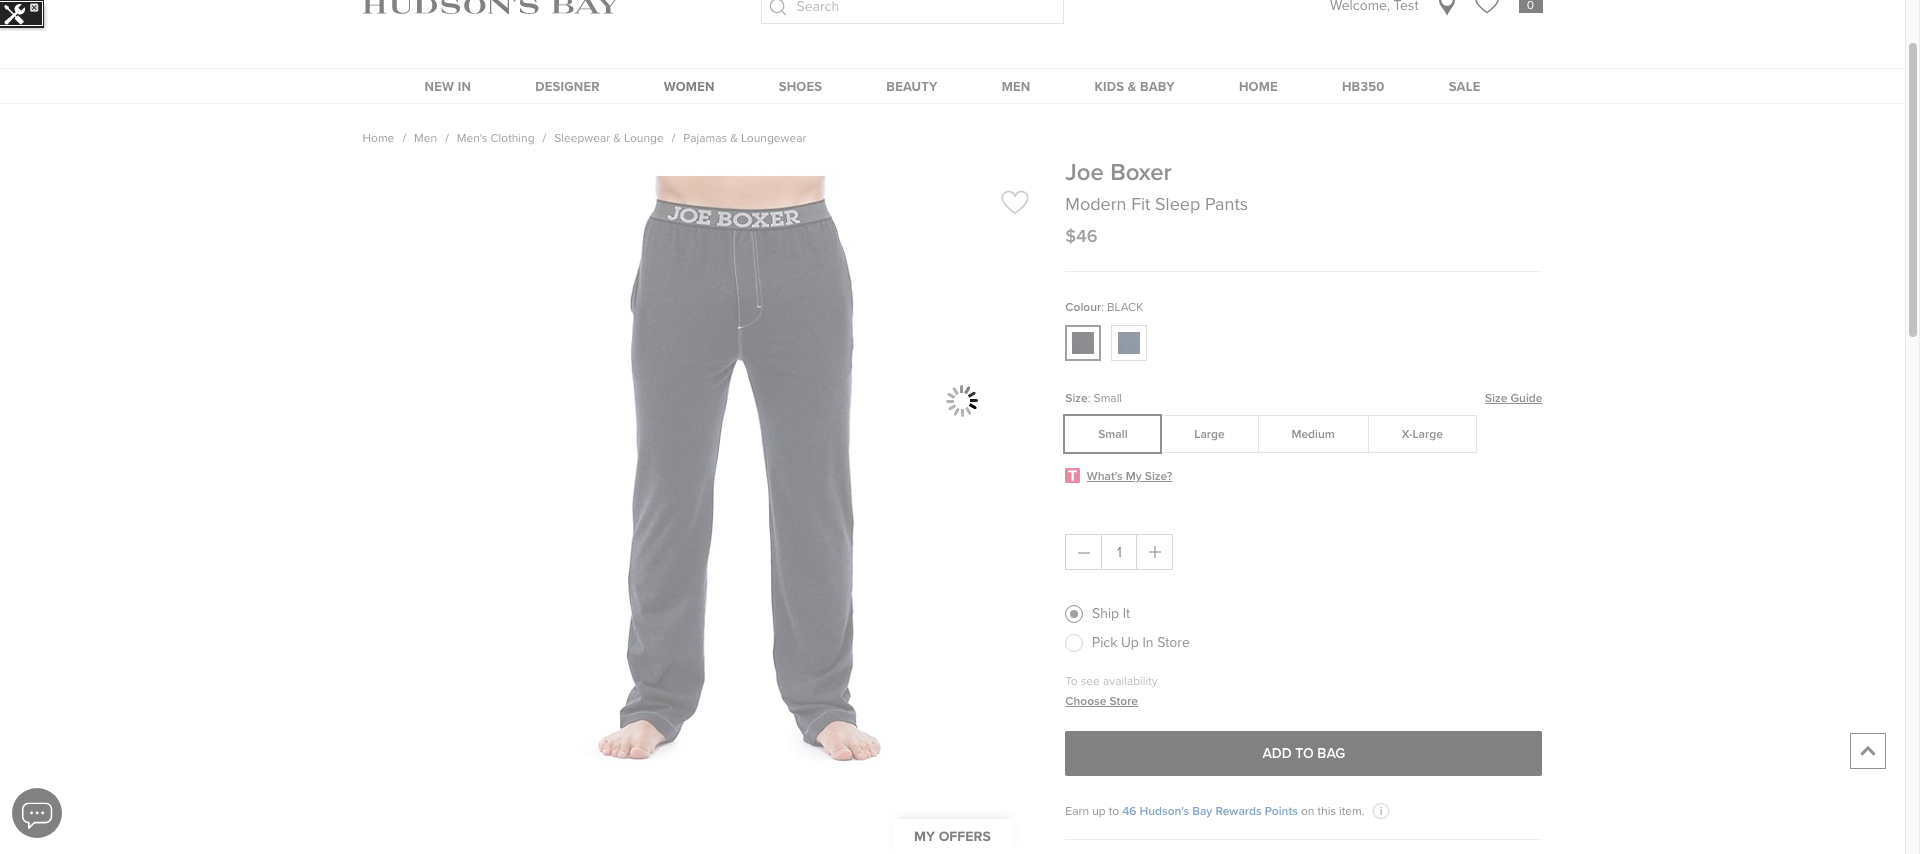 HUDSON'S BAY
Search
Welcome, Test
0
NEW IN
DESIGNER
WOMEN
SHOES
BEAUTY
MEN
KIDS & BABY
HOME
HB350
SALE
Home / Men / Men's Clothing / Sleepwear & Lounge / Pajamas & Loungewear
JOE BOXER
Joe Boxer
Modern Fit Sleep Pants
$46
Colour: BLACK
Size: Small
Size Guide
Small
Large
Medium
X-Large
T What's My Size?
1
Ship It
Pick Up In Store
To see availability
Choose Store
ADD TO BAG
Earn up to 46 Hudson's Bay Rewards Points on this item. i
MY OFFERS